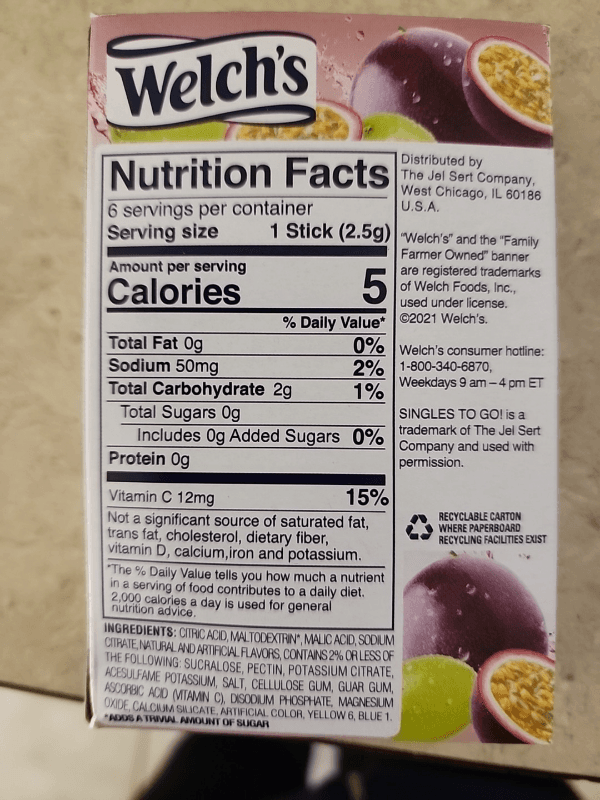 Welch's
Nutrition Facts
6 servings per container
Serving size 1 Stick (2.5g)
Amount per serving
Calories 5
% Daily Value*
Total Fat 0g 0%
Sodium 50mg 2%
Total Carbohydrate 2g 1%
Total Sugars 0g
Includes 0g Added Sugars 0%
Protein 0g
Vitamin C 12mg 15%
Not a significant source of saturated fat,
trans fat, cholesterol, dietary fiber,
vitamin D, calcium,iron and potassium.
*The % Daily Value tells you how much a nutrient
in a serving of food contributes to a daily diet.
2,000 calories a day is used for general
nutrition advice.
INGREDIENTS: CITRIC ACID, MALTODEXTRIN*, MALIC ACID, SODIUM
CITRATE, NATURAL AND ARTIFICIAL FLAVORS, CONTAINS 2% OR LESS OF
THE FOLLOWING: SUCRALOSE, PECTIN, POTASSIUM CITRATE,
ACESULFAME POTASSIUM, SALT, CELLULOSE GUM, GUAR GUM,
ASCORBIC ACID (VITAMIN C), DISODIUM PHOSPHATE, MAGNESIUM
OXIDE, CALCIUM SILICATE, ARTIFICIAL COLOR, YELLOW 6, BLUE 1.
*ADDS A TRIVIAL AMOUNT OF SUGAR
Distributed by
The Jel Sert Company,
West Chicago, IL 60186
U.S.A.
"Welch's" and the "Family
Farmer Owned" banner
are registered trademarks
of Welch Foods, Inc.,
used under license.
©2021 Welch's.
Welch's consumer hotline:
1-800-340-6870,
Weekdays 9 am – 4 pm ET
SINGLES TO GO! is a
trademark of The Jel Sert
Company and used with
permission.
RECYCLABLE CARTON
WHERE PAPERBOARD
RECYCLING FACILITIES EXIST